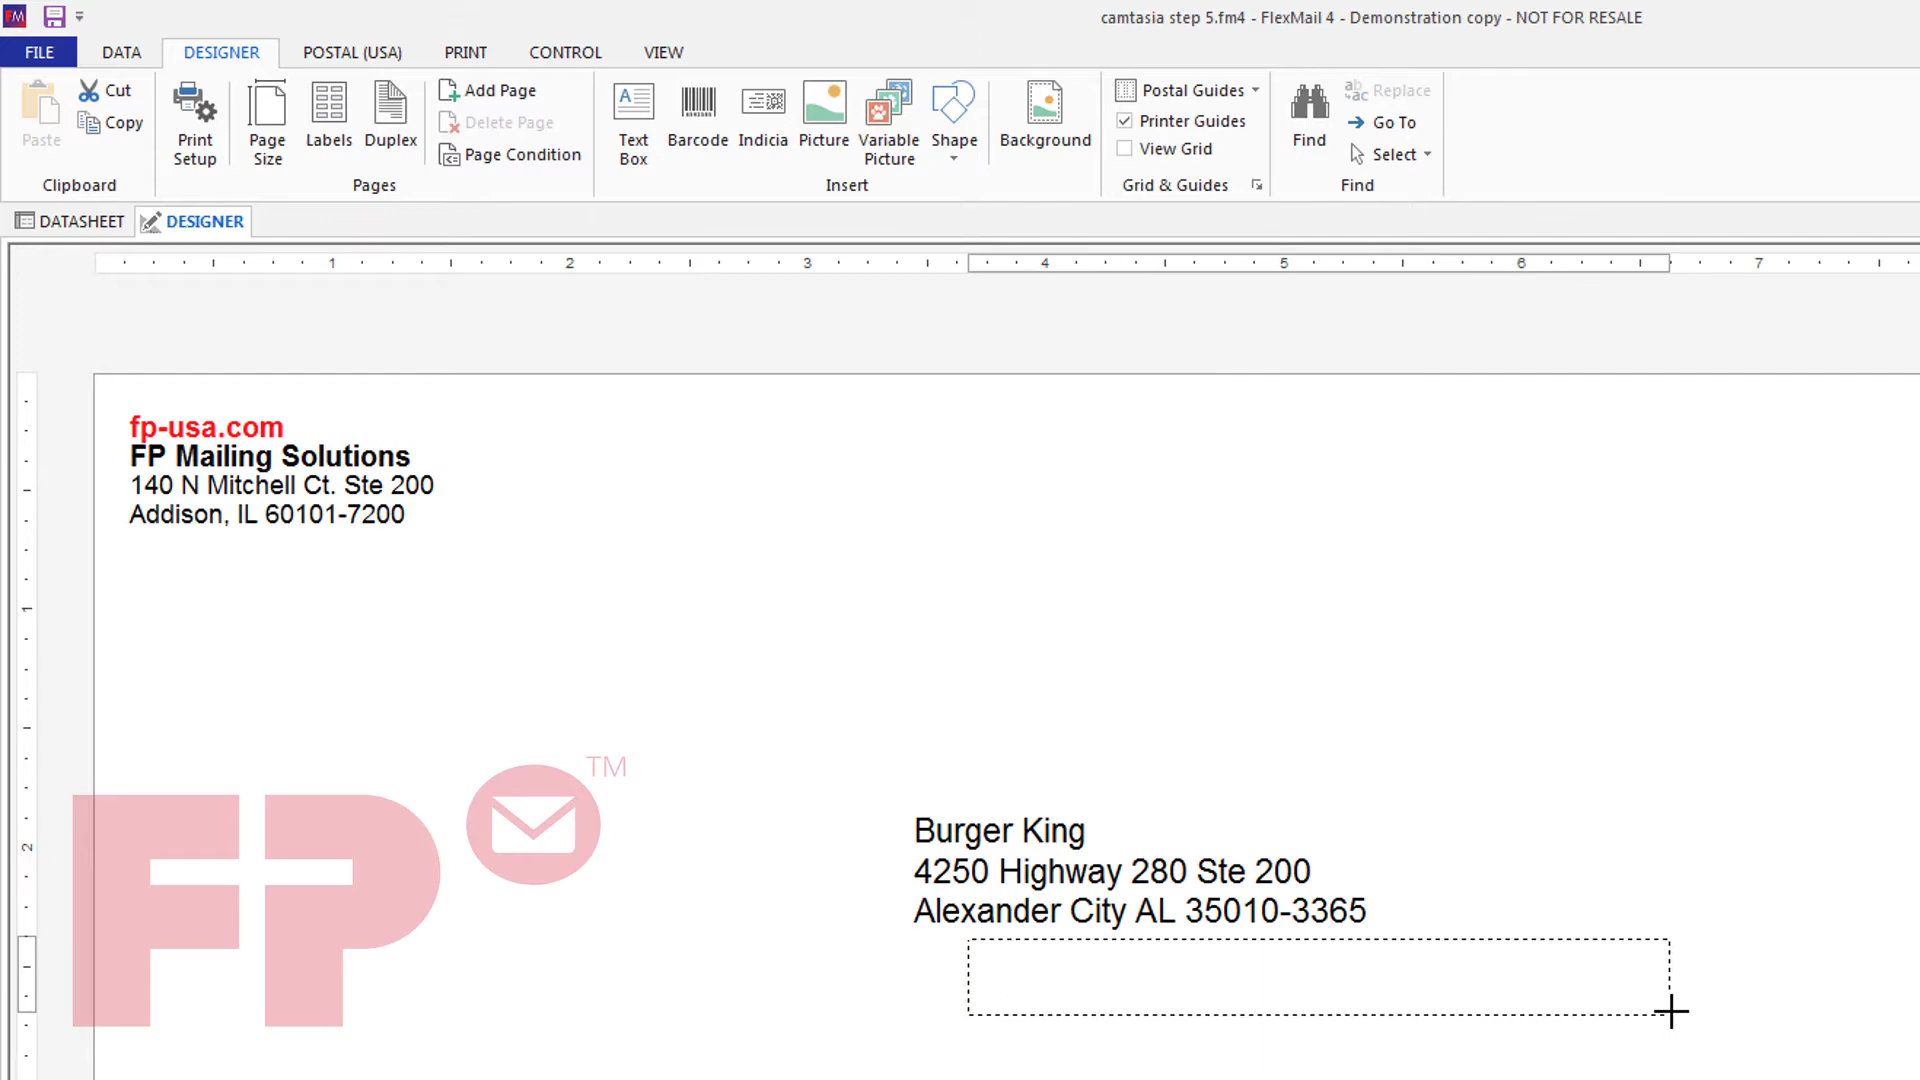 FM
camtasia step 5.fm4 - FlexMail 4 - Demonstration copy - NOT FOR RESALE
FILE DATA DESIGNER POSTAL (USA) PRINT CONTROL VIEW
Paste
Cut
Copy
Clipboard
Print Setup
Page Size
Labels
Duplex
Add Page
Delete Page
Page Condition
Pages
Text Box
Barcode
Indicia
Picture
Variable Picture
Shape
Background
Insert
Postal Guides
Printer Guides
View Grid
Grid & Guides
Find
Replace
Go To
Select
Find
DATASHEET DESIGNER
1 2 3 4 5 6 7
1
2
fp-usa.com
FP Mailing Solutions
140 N Mitchell Ct. Ste 200
Addison, IL 60101-7200
FP TM
Burger King
4250 Highway 280 Ste 200
Alexander City AL 35010-3365